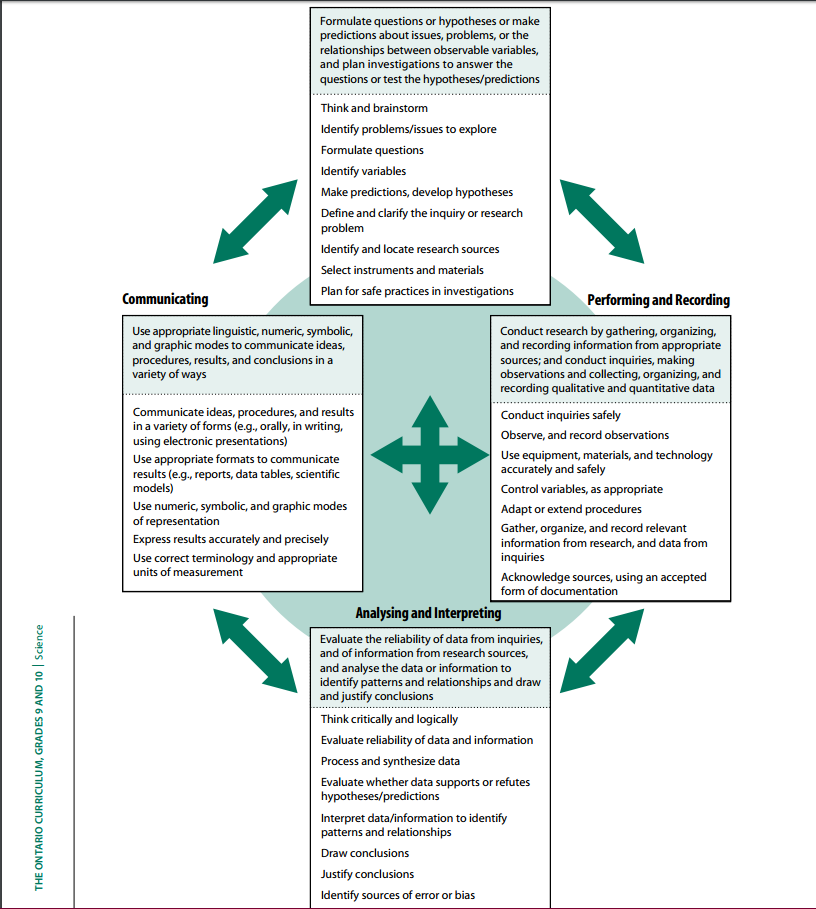 Formulate questions or hypotheses or make
predictions about issues, problems, or the
relationships between observable variables,
and plan investigations to answer the
questions or test the hypotheses/predictions
Think and brainstorm
Identify problems/issues to explore
Formulate questions
Identify variables
Make predictions, develop hypotheses
Define and clarify the inquiry or research
problem
Identify and locate research sources
Select instruments and materials
Plan for safe practices in investigations
Communicating
Use appropriate linguistic, numeric, symbolic,
and graphic modes to communicate ideas,
procedures, results, and conclusions in a
variety of ways
Communicate ideas, procedures, and results
in a variety of forms (e.g., orally, in writing,
using electronic presentations)
Use appropriate formats to communicate
results (e.g., reports, data tables, scientific
models)
Use numeric, symbolic, and graphic modes
of representation
Express results accurately and precisely
Use correct terminology and appropriate
units of measurement
Performing and Recording
Conduct research by gathering, organizing,
and recording information from appropriate
sources; and conduct inquiries, making
observations and collecting, organizing, and
recording qualitative and quantitative data
Conduct inquiries safely
Observe, and record observations
Use equipment, materials, and technology
accurately and safely
Control variables, as appropriate
Adapt or extend procedures
Gather, organize, and record relevant
information from research, and data from
inquiries
Acknowledge sources, using an accepted
form of documentation
Analysing and Interpreting
Evaluate the reliability of data from inquiries,
and of information from research sources,
and analyse the data or information to
identify patterns and relationships and draw
and justify conclusions
Think critically and logically
Evaluate reliability of data and information
Process and synthesize data
Evaluate whether data supports or refutes
hypotheses/predictions
Interpret data/information to identify
patterns and relationships
Draw conclusions
Justify conclusions
Identify sources of error or bias
THE ONTARIO CURRICULUM, GRADES 9 AND 10 | Science